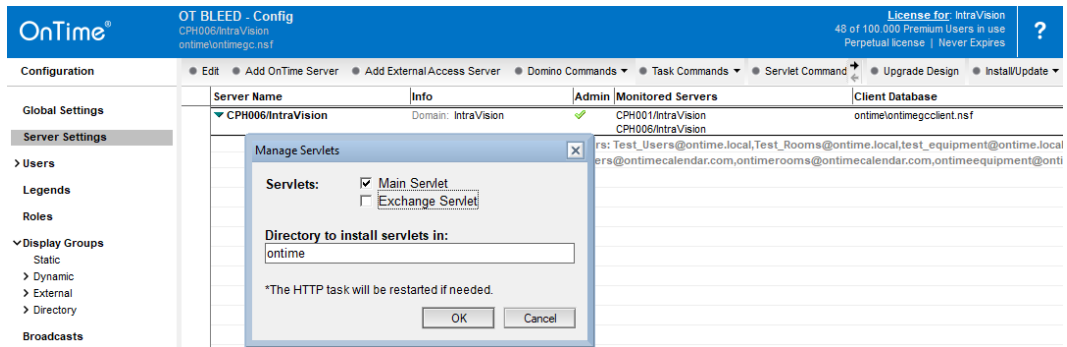 OnTime®
OT BLEED - Config
CPH006/IntraVision
ontime\ontimegc.nsf
License for: IntraVision
48 of 100.000 Premium Users in use
Perpetual license | Never Expires
?
Configuration
Edit
Add OnTime Server
Add External Access Server
Domino Commands
Task Commands
Servlet Command
Upgrade Design
Install/Update
Global Settings
Server Settings
Users
Legends
Roles
Display Groups
Static
Dynamic
External
Directory
Broadcasts
Server Name Info Admin Monitored Servers Client Database
CPH006/IntraVision Domain: IntraVision CPH001/IntraVision ontime\ontimegcclient.nsf
CPH006/IntraVision
rs: Test_Users@ontime.local,Test_Rooms@ontime.local,test_equipment@ontime.local
ers@ontimecalendar.com,ontimerooms@ontimecalendar.com,ontimeequipment@onti
Manage Servlets
Servlets:
Main Servlet
Exchange Servlet
Directory to install servlets in:
ontime
*The HTTP task will be restarted if needed.
OK
Cancel